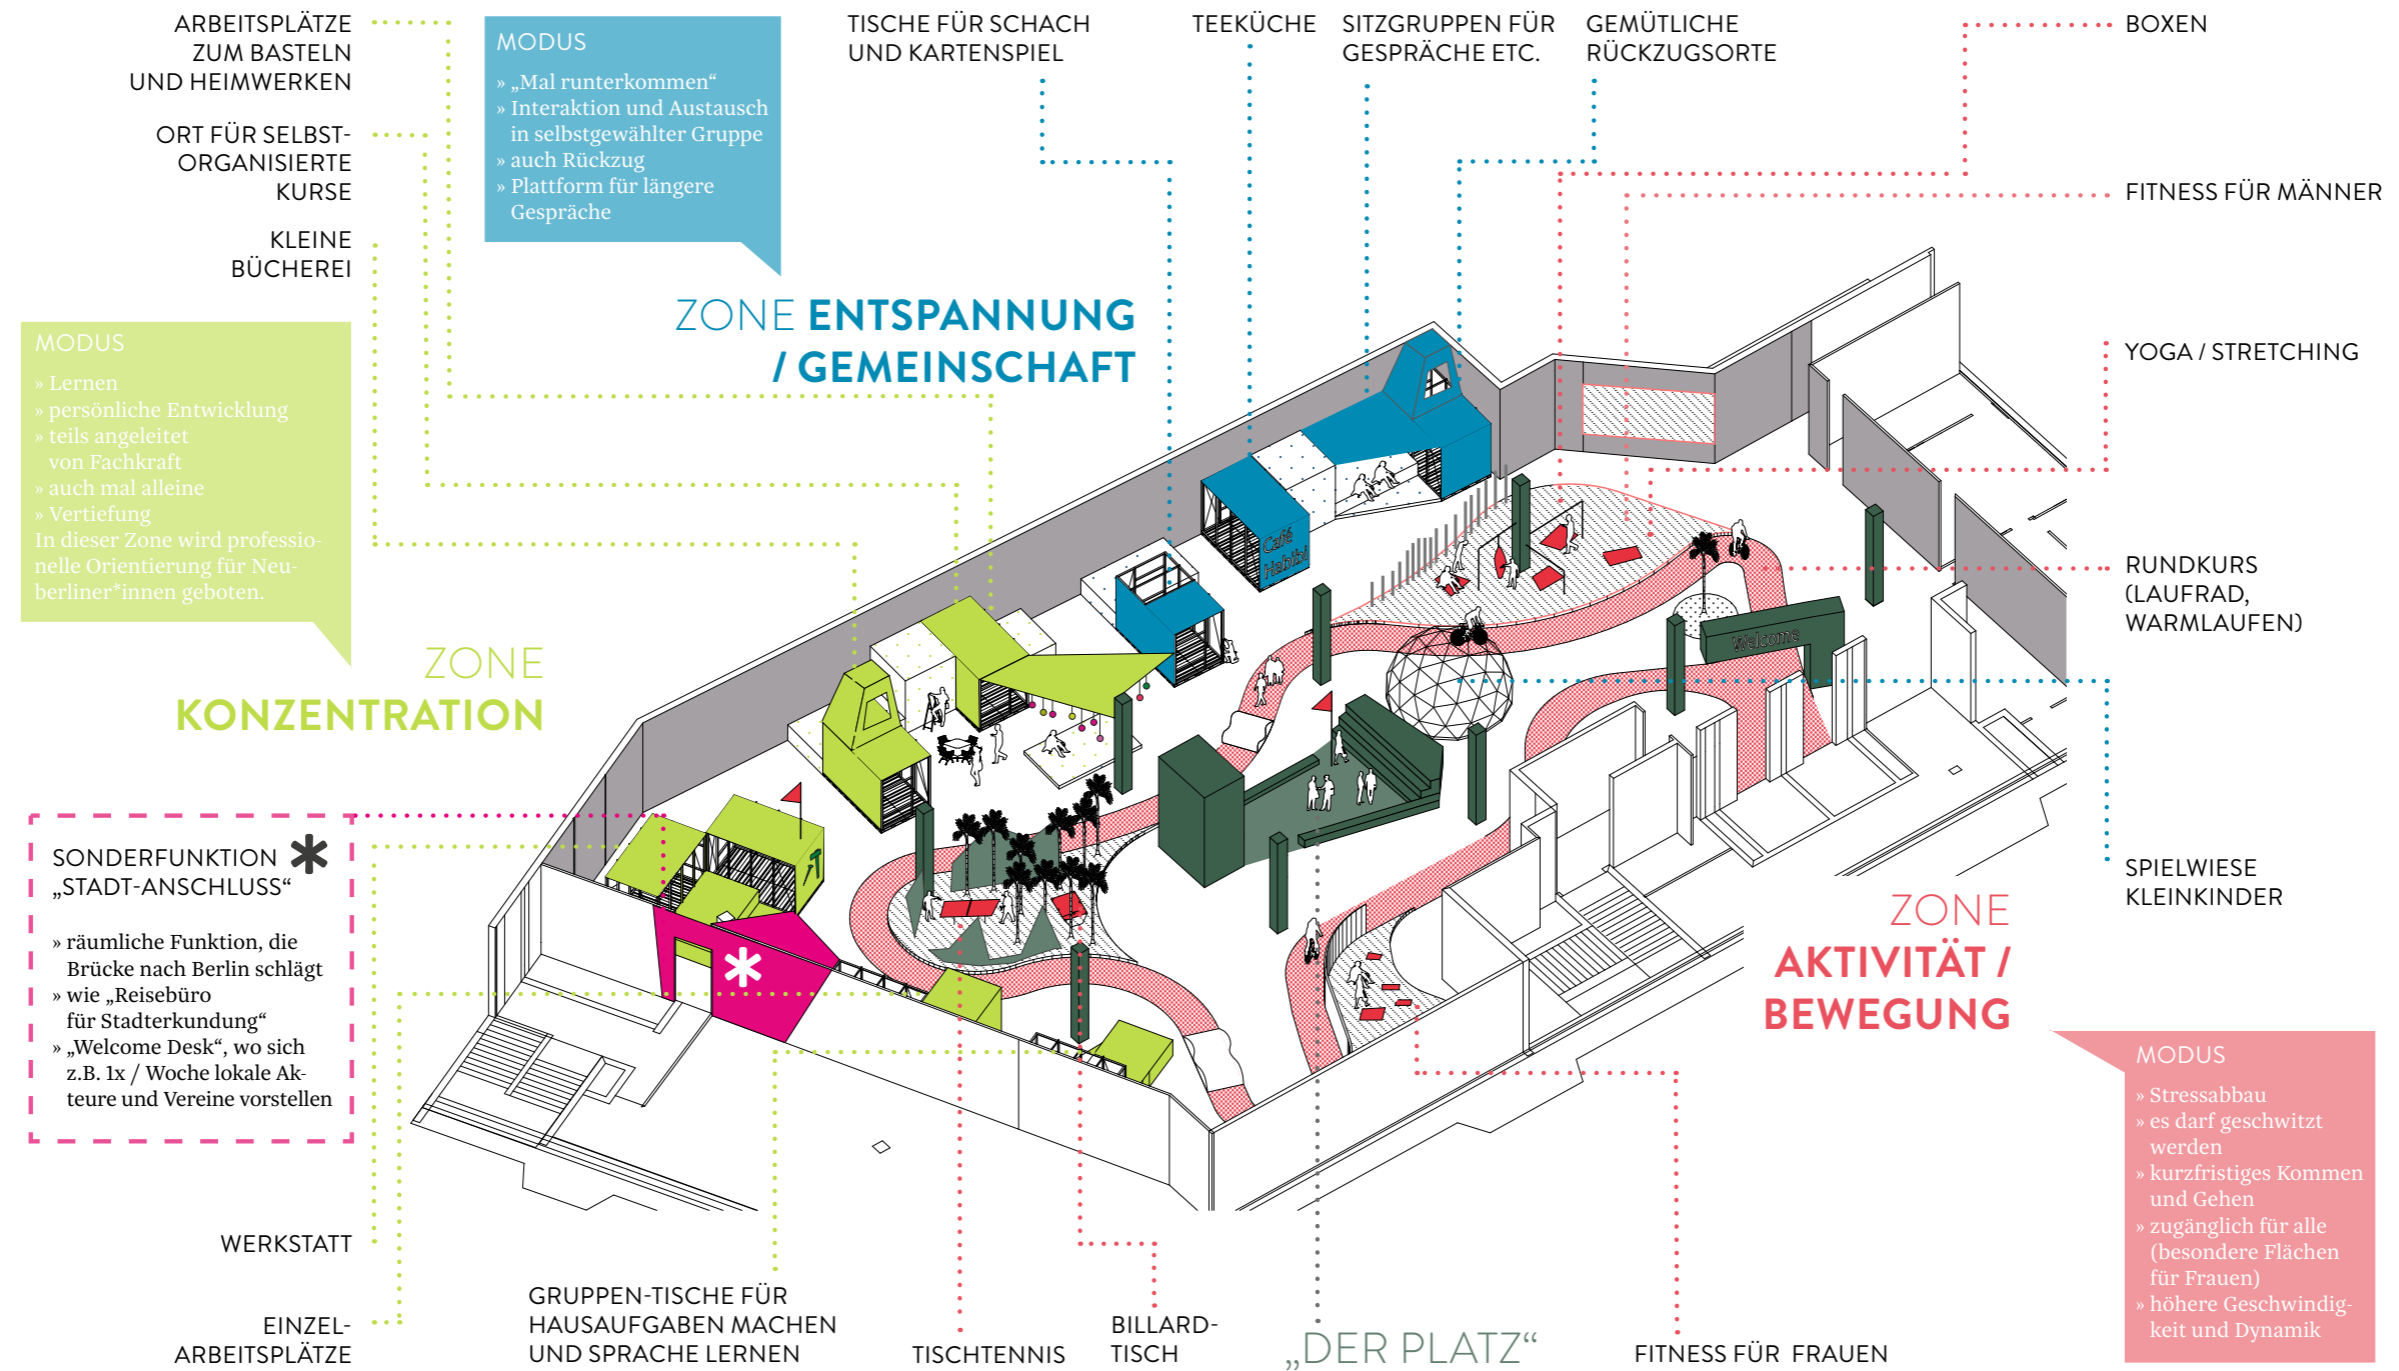 ARBEITSPLÄTZE
ZUM BASTELN
UND HEIMWERKEN
ORT FÜR SELBST-
ORGANISIERTE
KURSE
KLEINE
BÜCHEREI
MODUS
» „Mal runterkommen“
» Interaktion und Austausch
in selbstgewählter Gruppe
» auch Rückzug
» Plattform für längere
Gespräche
TISCHE FÜR SCHACH
UND KARTENSPIEL
TEEKÜCHE
SITZGRUPPEN FÜR
GESPRÄCHE ETC.
GEMÜTLICHE
RÜCKZUGSORTE
BOXEN
FITNESS FÜR MÄNNER
YOGA / STRETCHING
RUNDKURS
(LAUFRAD,
WARMLAUFEN)
SPIELWIESE
KLEINKINDER
ZONE ENTSPANNUNG
/ GEMEINSCHAFT
MODUS
» Lernen
» persönliche Entwicklung
» teils angeleitet
von Fachkraft
» auch mal alleine
» Vertiefung
In dieser Zone wird professio-
nelle Orientierung für Neu-
berliner*innen geboten.
ZONE
KONZENTRATION
Café
Habibi
Welcome
SONDERFUNKTION *
„STADT-ANSCHLUSS“
» räumliche Funktion, die
Brücke nach Berlin schlägt
» wie „Reisebüro
für Stadterkundung“
» „Welcome Desk“, wo sich
z.B. 1x / Woche lokale Ak-
teure und Vereine vorstellen
*
ZONE
AKTIVITÄT /
BEWEGUNG
MODUS
» Stressabbau
» es darf geschwitzt
werden
» kurzfristiges Kommen
und Gehen
» zugänglich für alle
(besondere Flächen
für Frauen)
» höhere Geschwindig-
keit und Dynamik
WERKSTATT
EINZEL-
ARBEITSPLÄTZE
GRUPPEN-TISCHE FÜR
HAUSAUFGABEN MACHEN
UND SPRACHE LERNEN
TISCHTENNIS
BILLARD-
TISCH
„DER PLATZ“
FITNESS FÜR FRAUEN